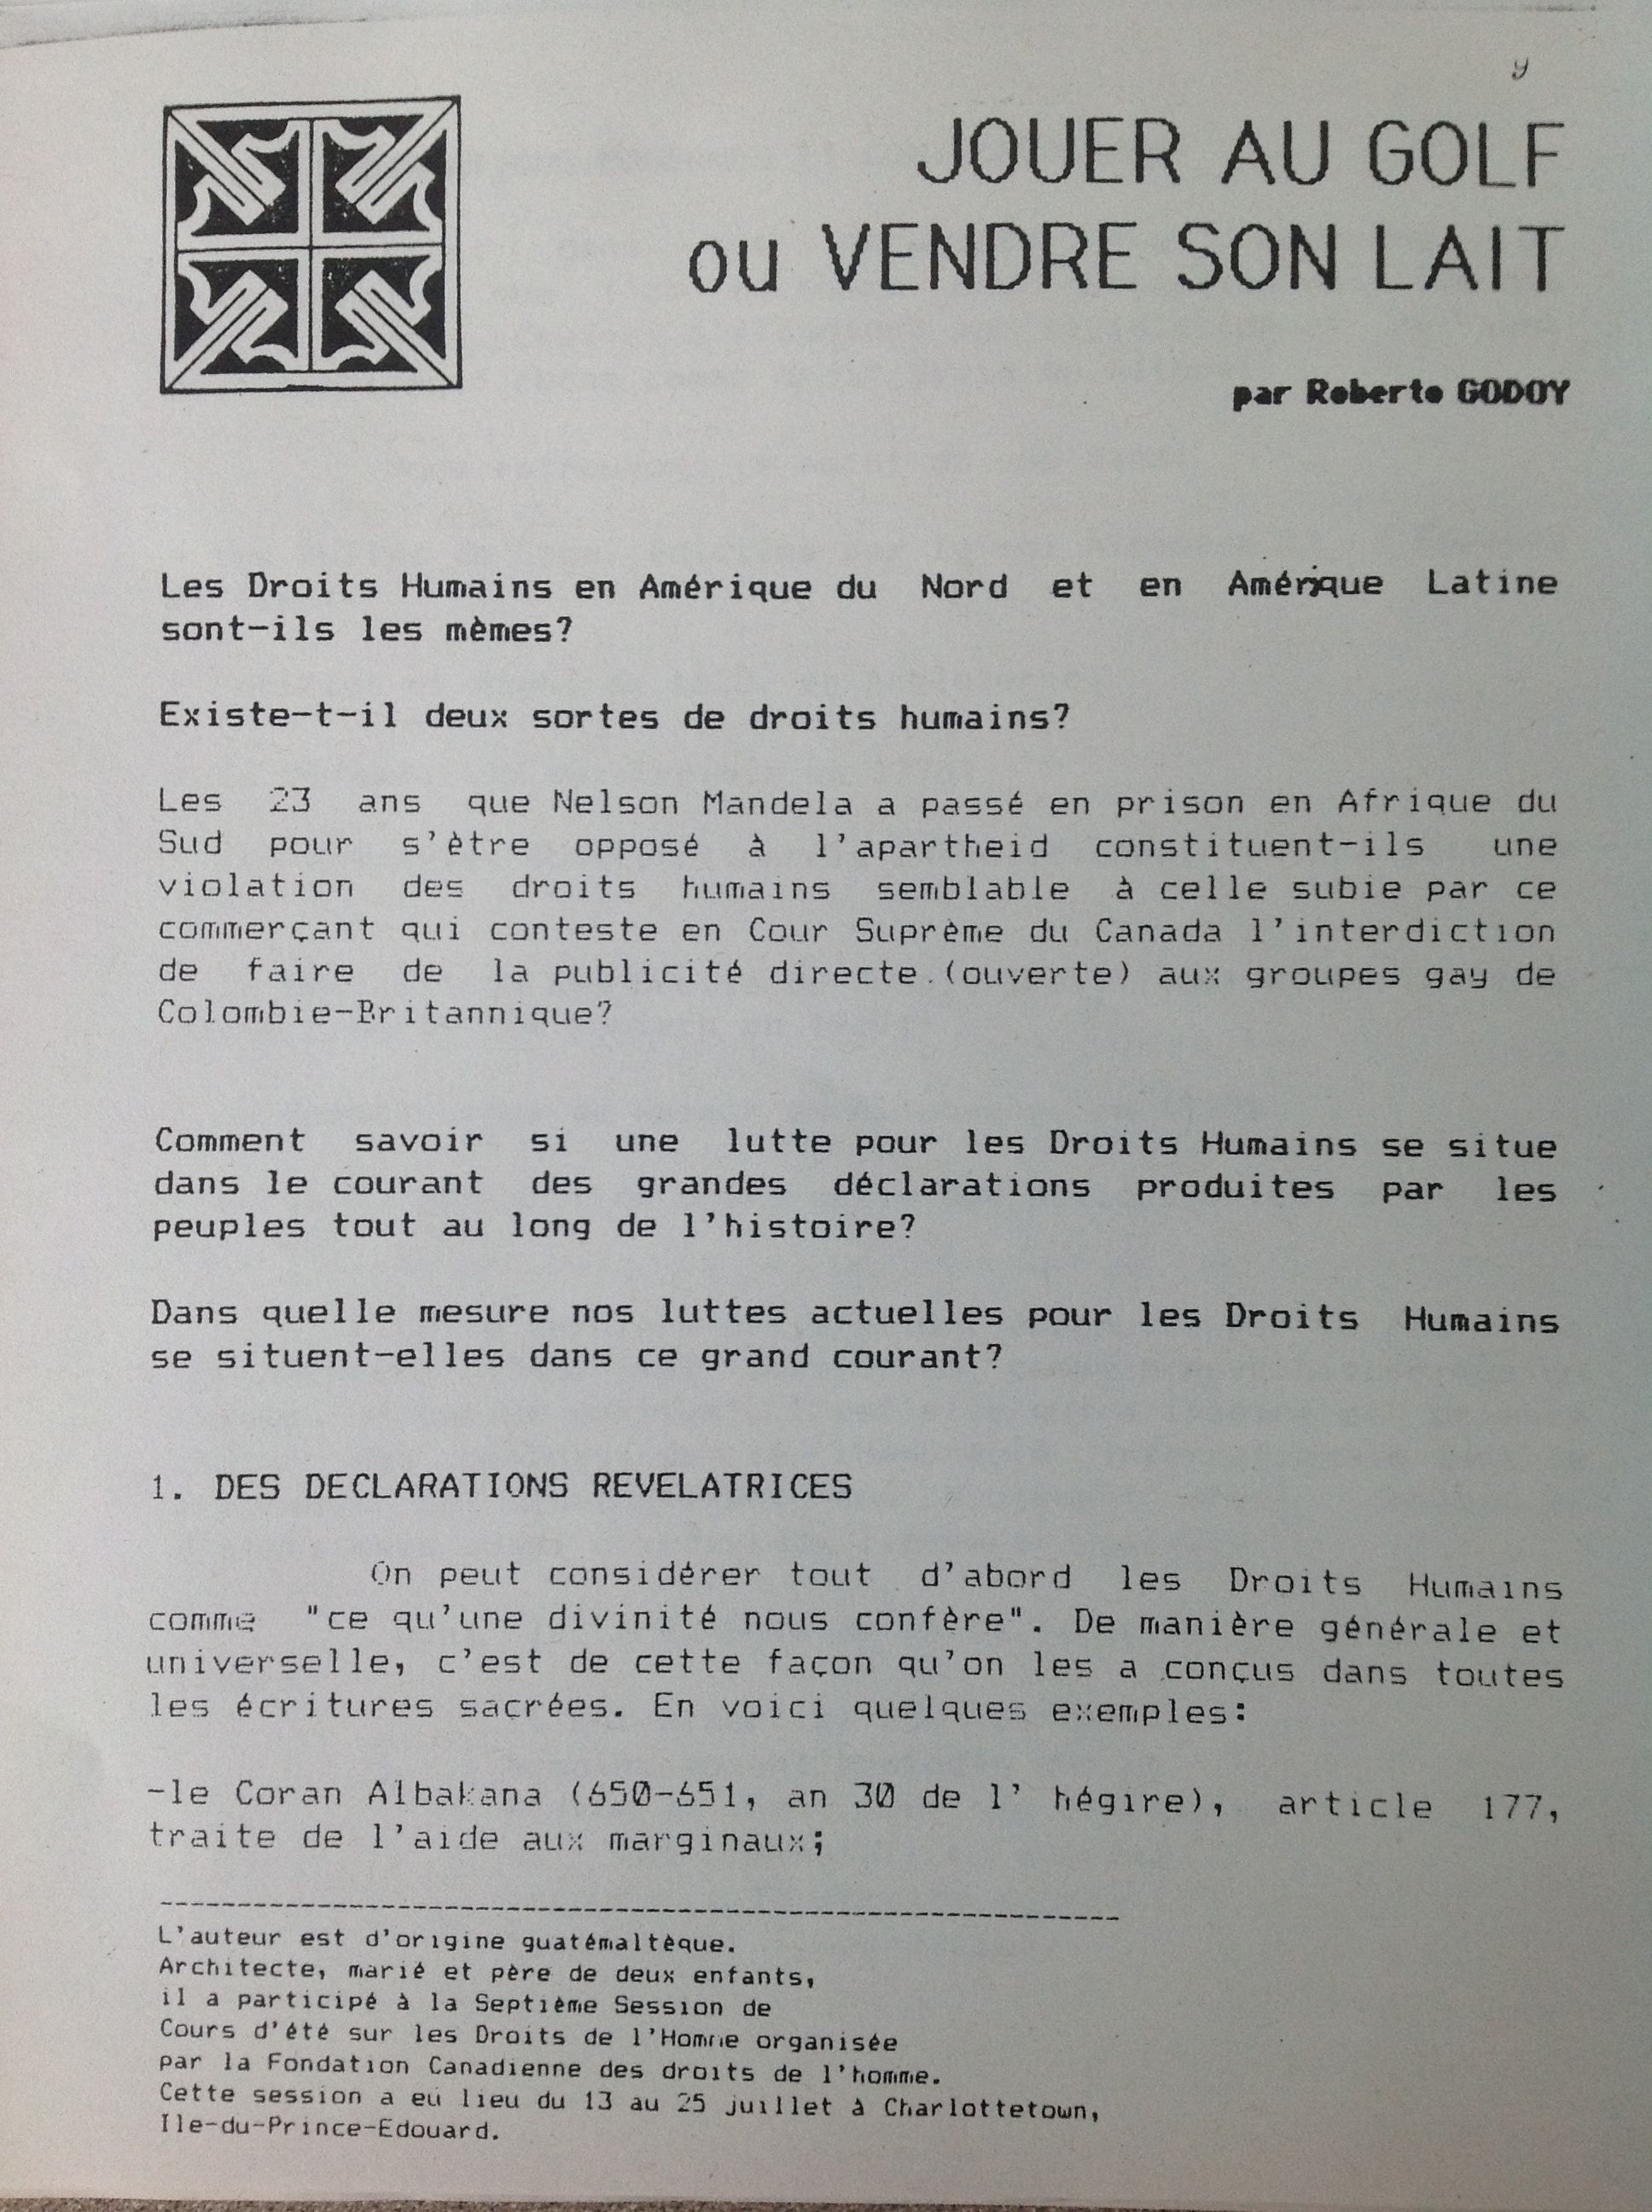 y
JOUER AU GOLF
ou VENDRE SON LAIT
par Roberto GODOY
Les Droits Humains en Amérique du Nord et en Amérique Latine
sont-ils les mèmes?
Existe-t-il deux sortes de droits humains?
Les 23 ans que Nelson Mandela a passé en prison en Afrique du
Sud pour s'ètre opposé à l'apartheid constituent-ils une
violation des droits humains semblable à celle subie par ce
commerçant qui conteste en Cour Suprème du Canada l'interdiction
de faire de la publicité directe.(ouverte) aux groupes gay de
Colombie-Britannique?
Comment savoir si une lutte pour les Droits Humains se situe
dans le courant des grandes déclarations produites par les
peuples tout au long de l'histoire?
Dans quelle mesure nos luttes actuelles pour les Droits Humains
se situent-elles dans ce grand courant?
1. DES DECLARATIONS REVELATRICES
On peut considérer tout d'abord les Droits Humains
comme "ce qu'une divinité nous confère". De manière générale et
universelle, c'est de cette façon qu'on les a conçus dans toutes
les écritures sacrées. En voici quelques exemples:
-le Coran Albakana (650-651, an 30 de l' hégire), article 177,
traite de l'aide aux marginaux;
L'auteur est d'origine guatémaltèque.
Architecte, marié et père de deux enfants,
il a participé à la Septième Session de
Cours d'été sur les Droits de l'Homme organisée
par la Fondation Canadienne des droits de l'homme.
Cette session a eu lieu du 13 au 25 juillet à Charlottetown,
Ile-du-Prince-Edouard.